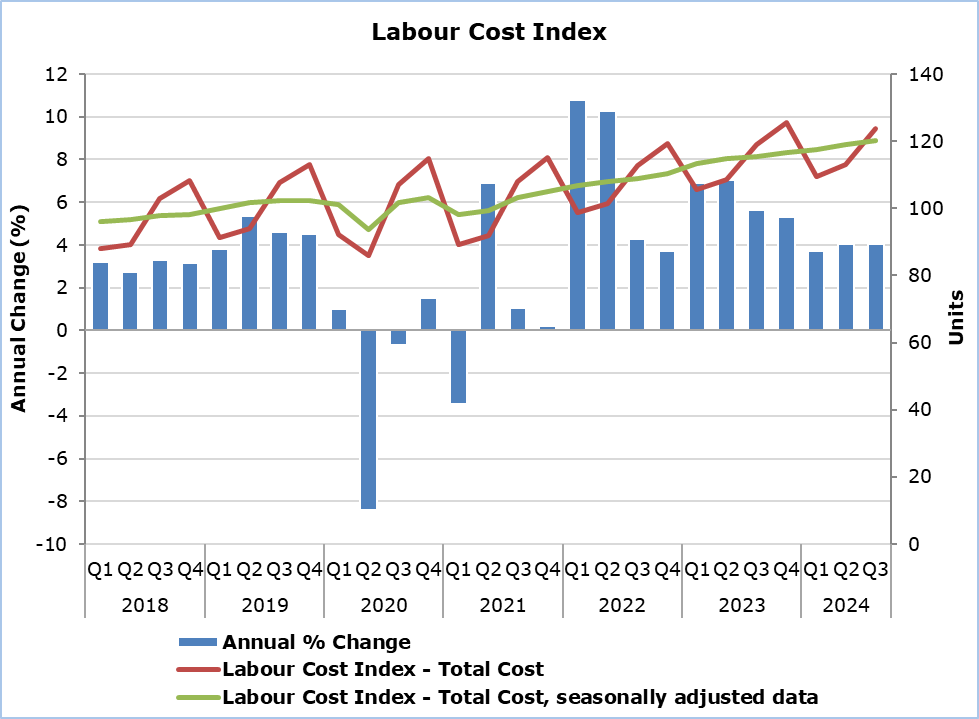 Labour Cost Index
12
10
8
6
4
2
0
-2
-4
-6
-8
-10
Annual Change (%)
140
120
100
80
60
40
20
0
Units
Q1 Q2 Q3 Q4 Q1 Q2 Q3 Q4 Q1 Q2 Q3 Q4 Q1 Q2 Q3 Q4 Q1 Q2 Q3 Q4 Q1 Q2 Q3 Q4 Q1 Q2 Q3
2018 2019 2020 2021 2022 2023 2024
Annual % Change
Labour Cost Index - Total Cost
Labour Cost Index - Total Cost, seasonally adjusted data